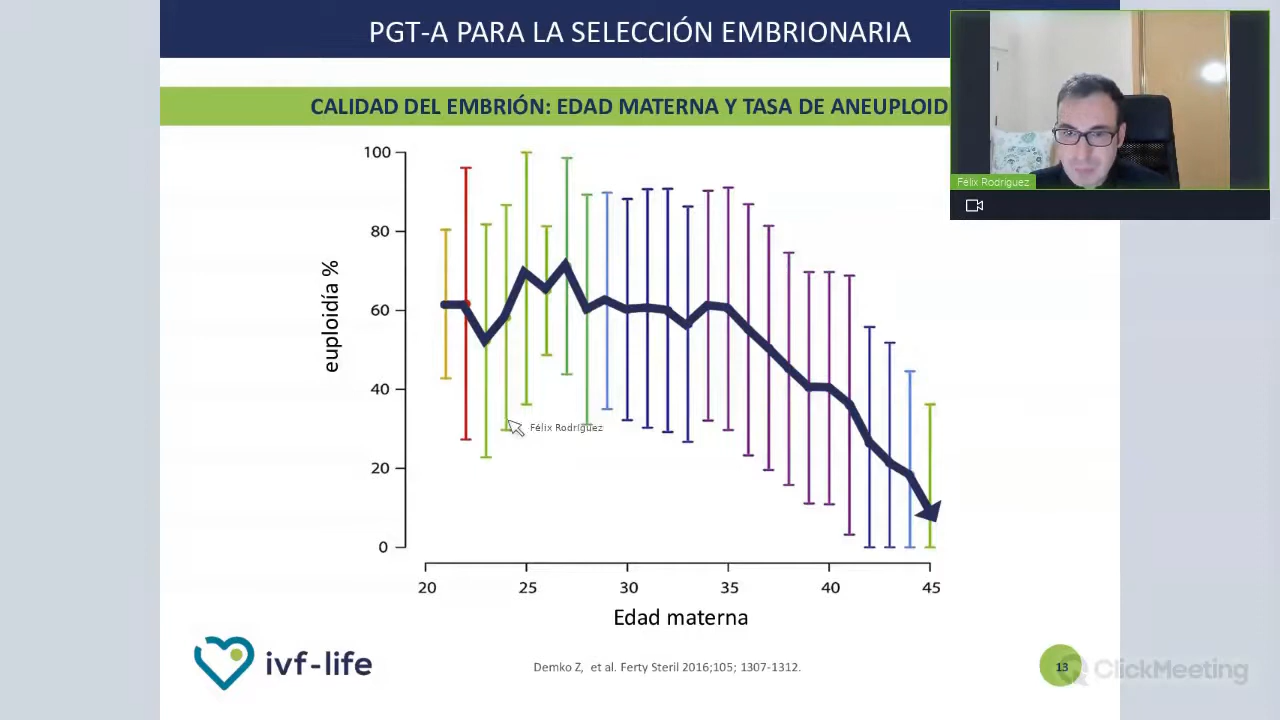 PGT-A PARA LA SELECCIÓN EMBRIONARIA
CALIDAD DEL EMBRIÓN: EDAD MATERNA Y TASA DE ANEUPLOID
Félix Rodríguez
100
80
60
40
20
0
euploidía %
Félix Rodríguez
20 25 30 35 40 45
Edad materna
ivf-life
Demko Z, et al. Ferty Steril 2016;105; 1307-1312.
13
ClickMeeting